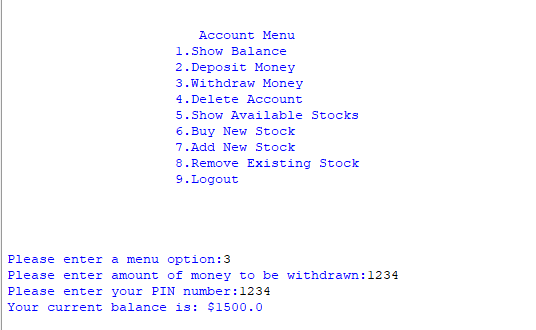 Account Menu
1.Show Balance
2.Deposit Money
3.Withdraw Money
4.Delete Account
5.Show Available Stocks
6.Buy New Stock
7.Add New Stock
8.Remove Existing Stock
9.Logout
Please enter a menu option:3
Please enter amount of money to be withdrawn:1234
Please enter your PIN number:1234
Your current balance is: $1500.0